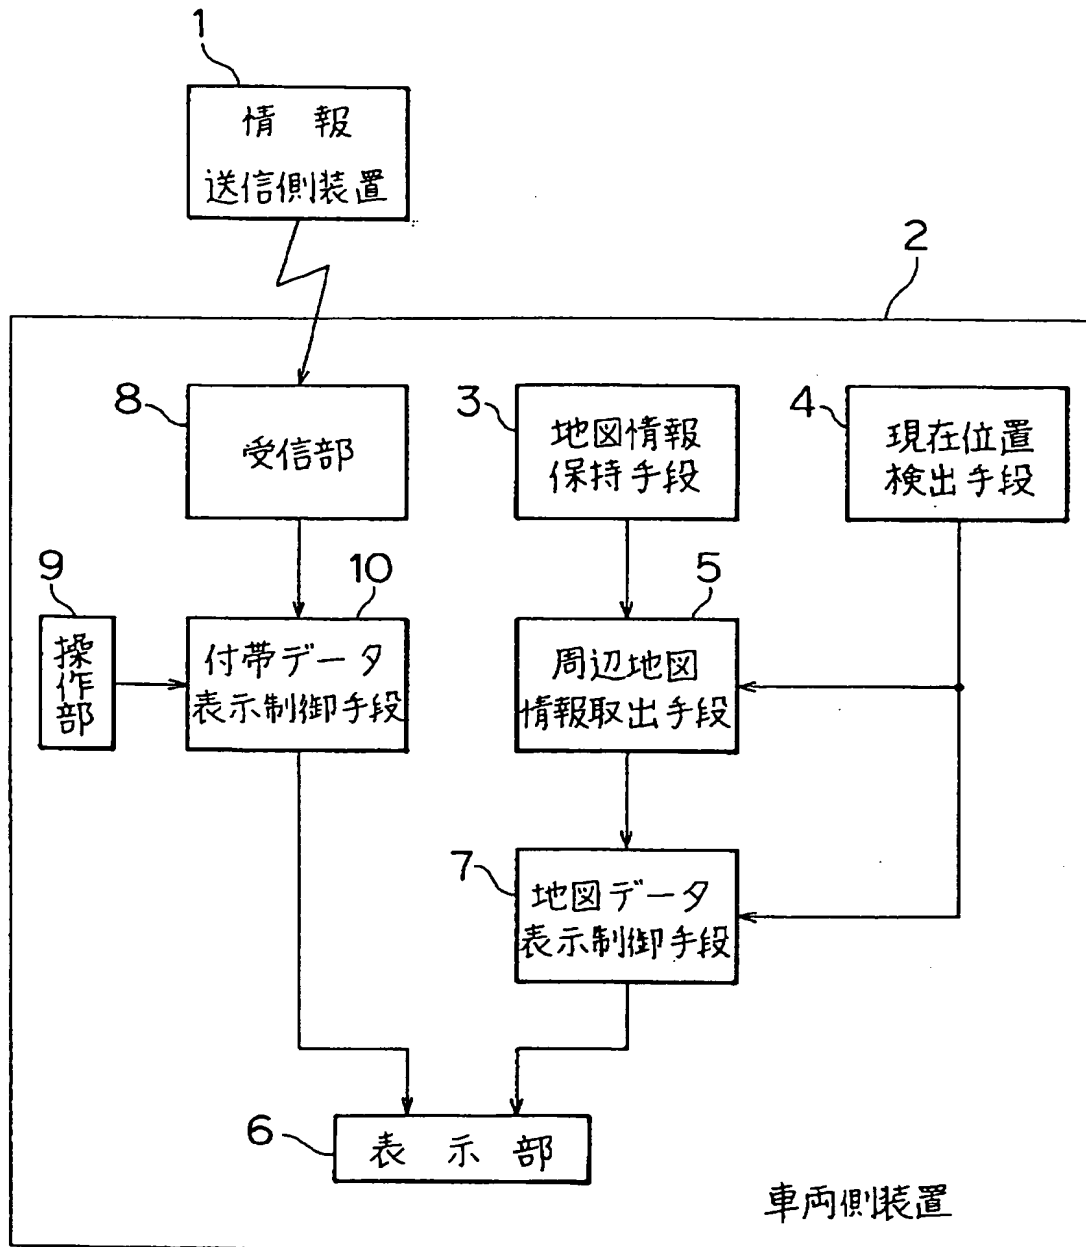 1
情 報
送信側装置
2
8
受信部
3
地図情報
保持手段
4
現在位置
検出手段
9
操作部
10
付帯データ
表示制御手段
5
周辺地図
情報取出手段
7
地図データ
表示制御手段
6
表 示 部
車両側装置